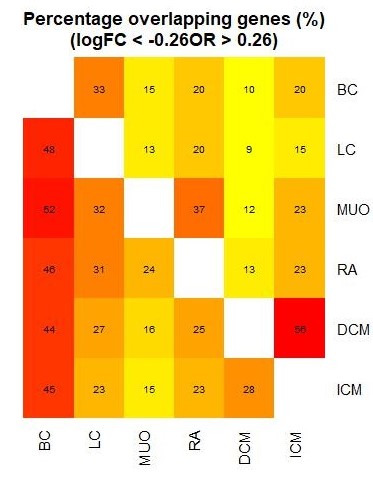 Percentage overlapping genes (%)
(logFC < -0.26OR > 0.26)
33 15 20 10 20 BC
48 13 20 9 15 LC
52 32 37 12 23 MUO
46 31 24 13 23 RA
44 27 16 25 56 DCM
45 23 15 23 28 ICM
BC LC MUO RA DCM ICM